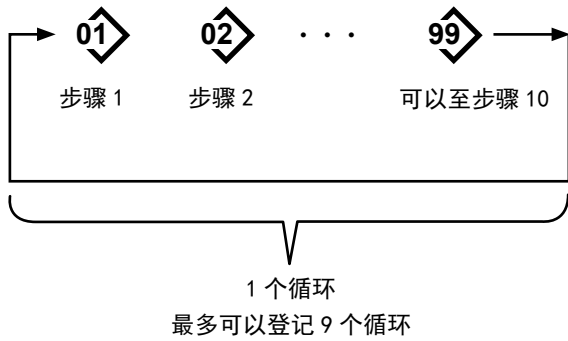 01 02 ・・・ 99
步骤 1 步骤 2 可以至步骤 10
1 个循环
最多可以登记 9 个循环